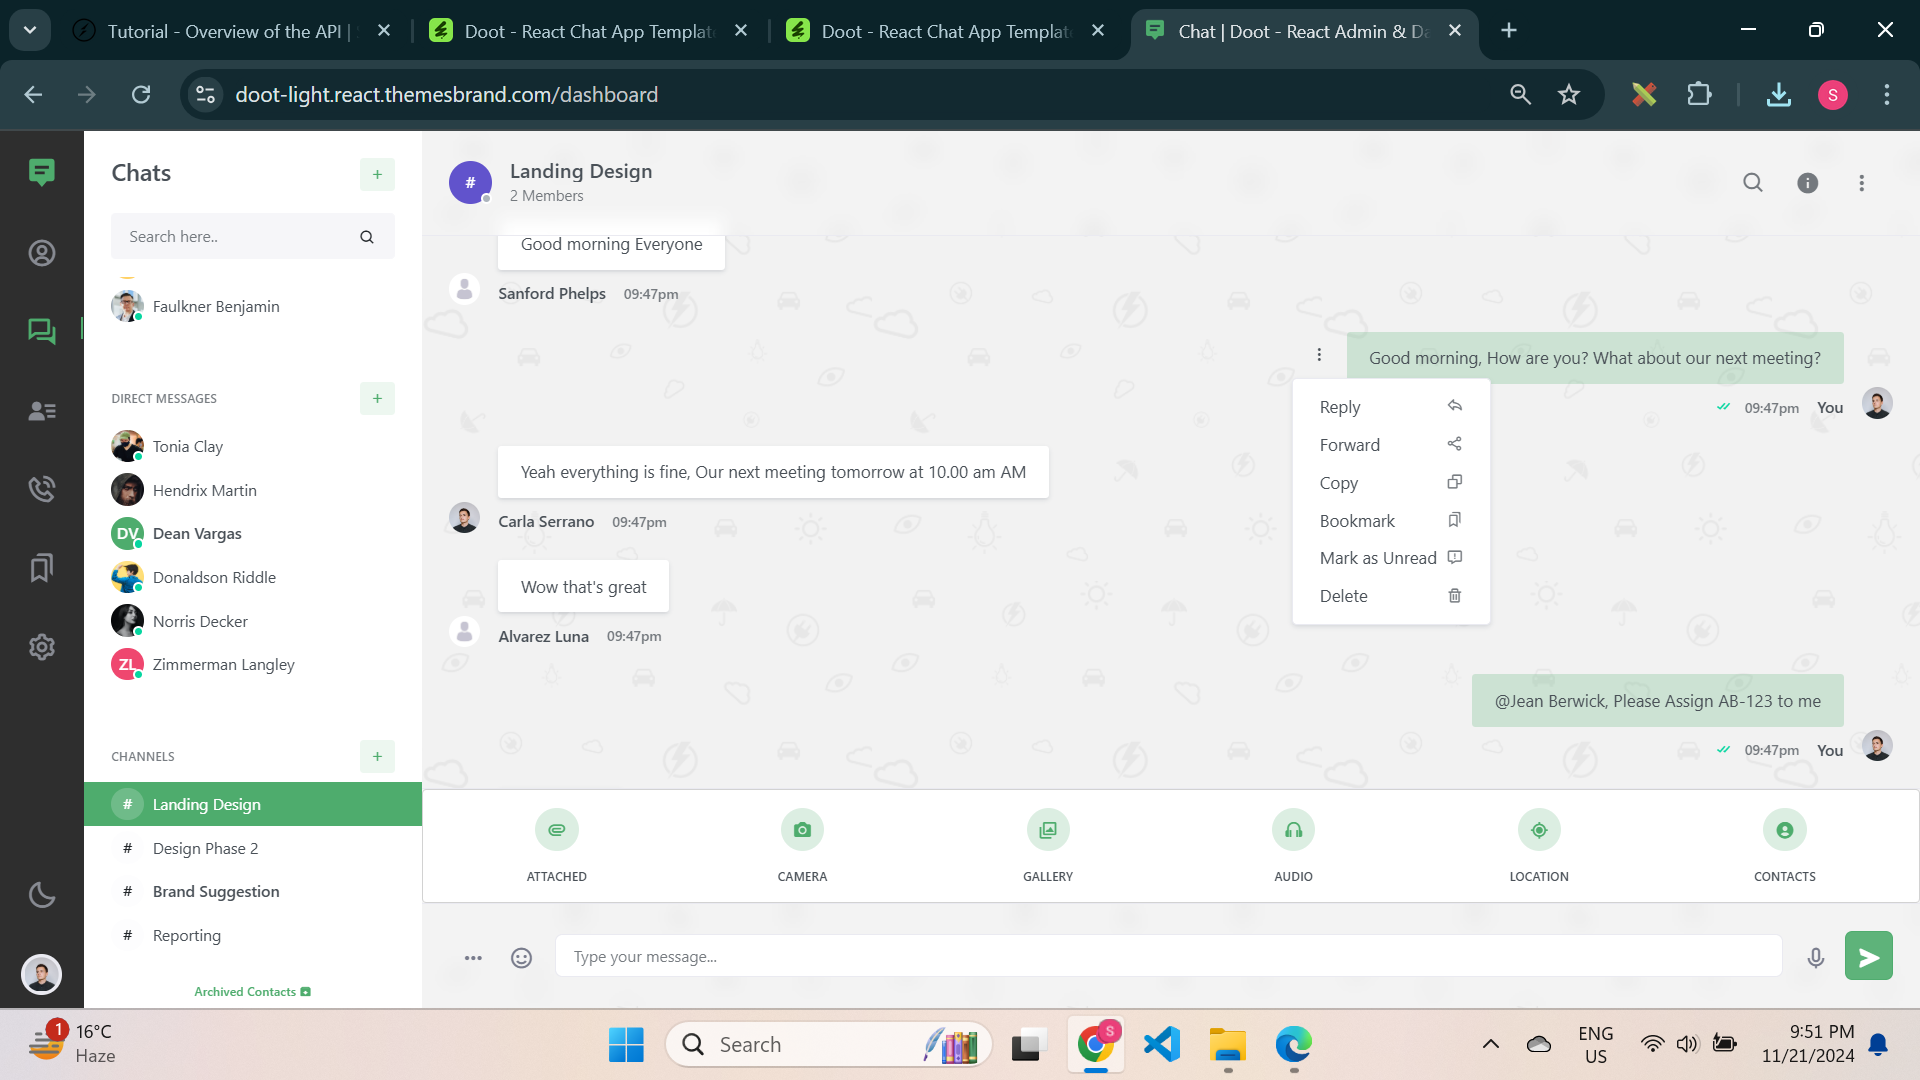 Tutorial - Overview of the API |
Doot - React Chat App Templat
Doot - React Chat App Templat
Chat | Doot - React Admin & Da
doot-light.react.themesbrand.com/dashboard
S
Chats
+
Search here..
Faulkner Benjamin
DIRECT MESSAGES
+
Tonia Clay
Hendrix Martin
DV Dean Vargas
Donaldson Riddle
Norris Decker
ZL Zimmerman Langley
CHANNELS
+
# Landing Design
# Design Phase 2
# Brand Suggestion
# Reporting
Archived Contacts
#
Landing Design
2 Members
Good morning Everyone
Sanford Phelps 09:47pm
Good morning, How are you? What about our next meeting?
09:47pm You
Reply
Forward
Copy
Bookmark
Mark as Unread
Delete
Yeah everything is fine, Our next meeting tomorrow at 10.00 am AM
Carla Serrano 09:47pm
Wow that's great
Alvarez Luna 09:47pm
@Jean Berwick, Please Assign AB-123 to me
09:47pm You
ATTACHED
CAMERA
GALLERY
AUDIO
LOCATION
CONTACTS
Type your message...
1
16°C
Haze
Search
S
ENG
US
9:51 PM
11/21/2024